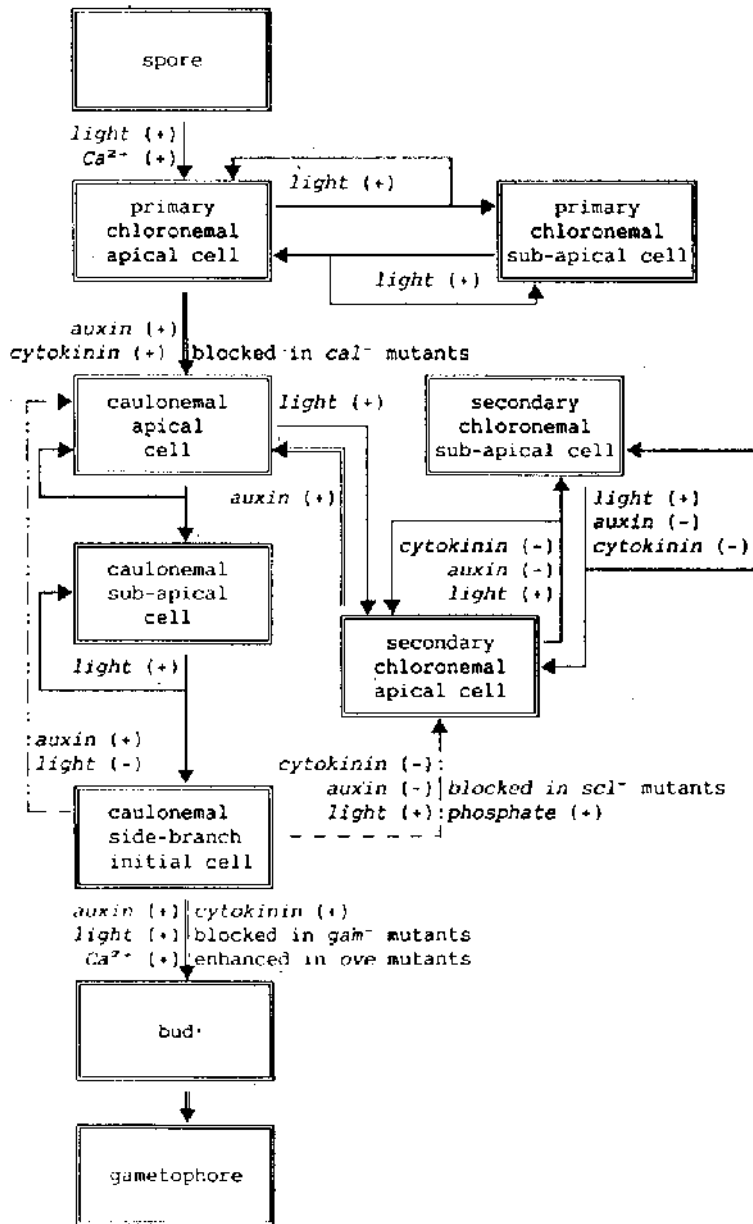 spore
light (+)
Ca²⁺ (+)
light (+)
primary
chloronemal
apical cell
primary
chloronemal
sub-apical cell
light (+)
auxin (+)
cytokinin (+) blocked in cal⁻ mutants
caulonemal
apical
cell
light (+)
secondary
chloronemal
sub-apical cell
auxin (+)
light (+)
auxin (-)
cytokinin (-)
cytokinin (-)
auxin (-)
light (+)
caulonemal
sub-apical
cell
light (+)
secondary
chloronemal
apical cell
auxin (+)
light (-)
cytokinin (-)
auxin (-) blocked in scl⁻ mutants
light (+) phosphate (+)
caulonemal
side-branch
initial cell
auxin (+) cytokinin (+)
light (+) blocked in gam⁻ mutants
Ca²⁺ (+) enhanced in ove mutants
bud
gametophore